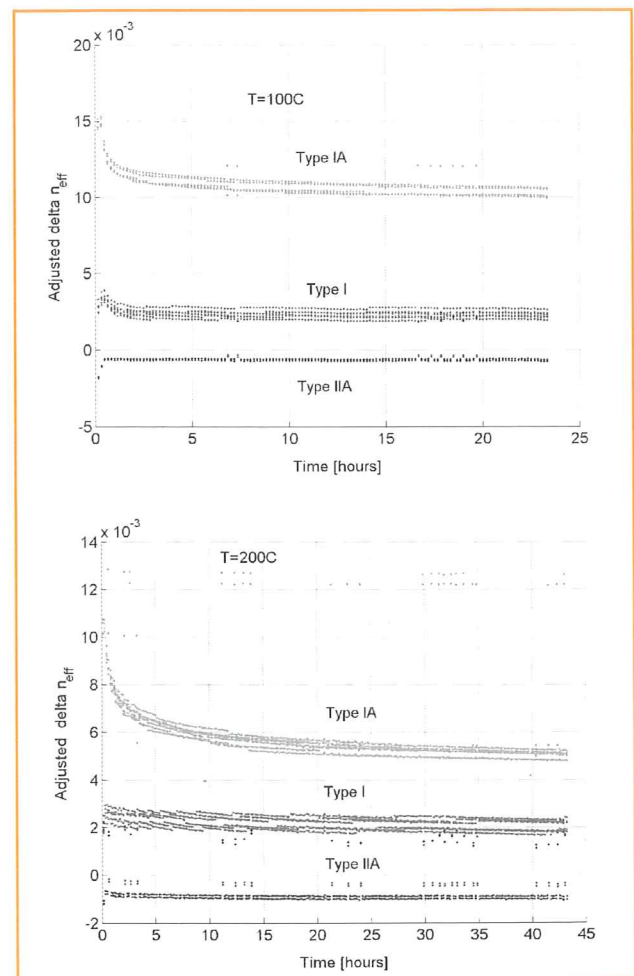 x 10⁻³
20
15
10
5
0
-5
T=100C
Type IA
Type I
Type IIA
Adjusted delta n_eff
0 5 10 15 20 25
Time [hours]
x 10⁻³
14
12
10
8
6
4
2
0
-2
T=200C
Type IA
Type I
Type IIA
Adjusted delta n_eff
0 5 10 15 20 25 30 35 40 45
Time [hours]